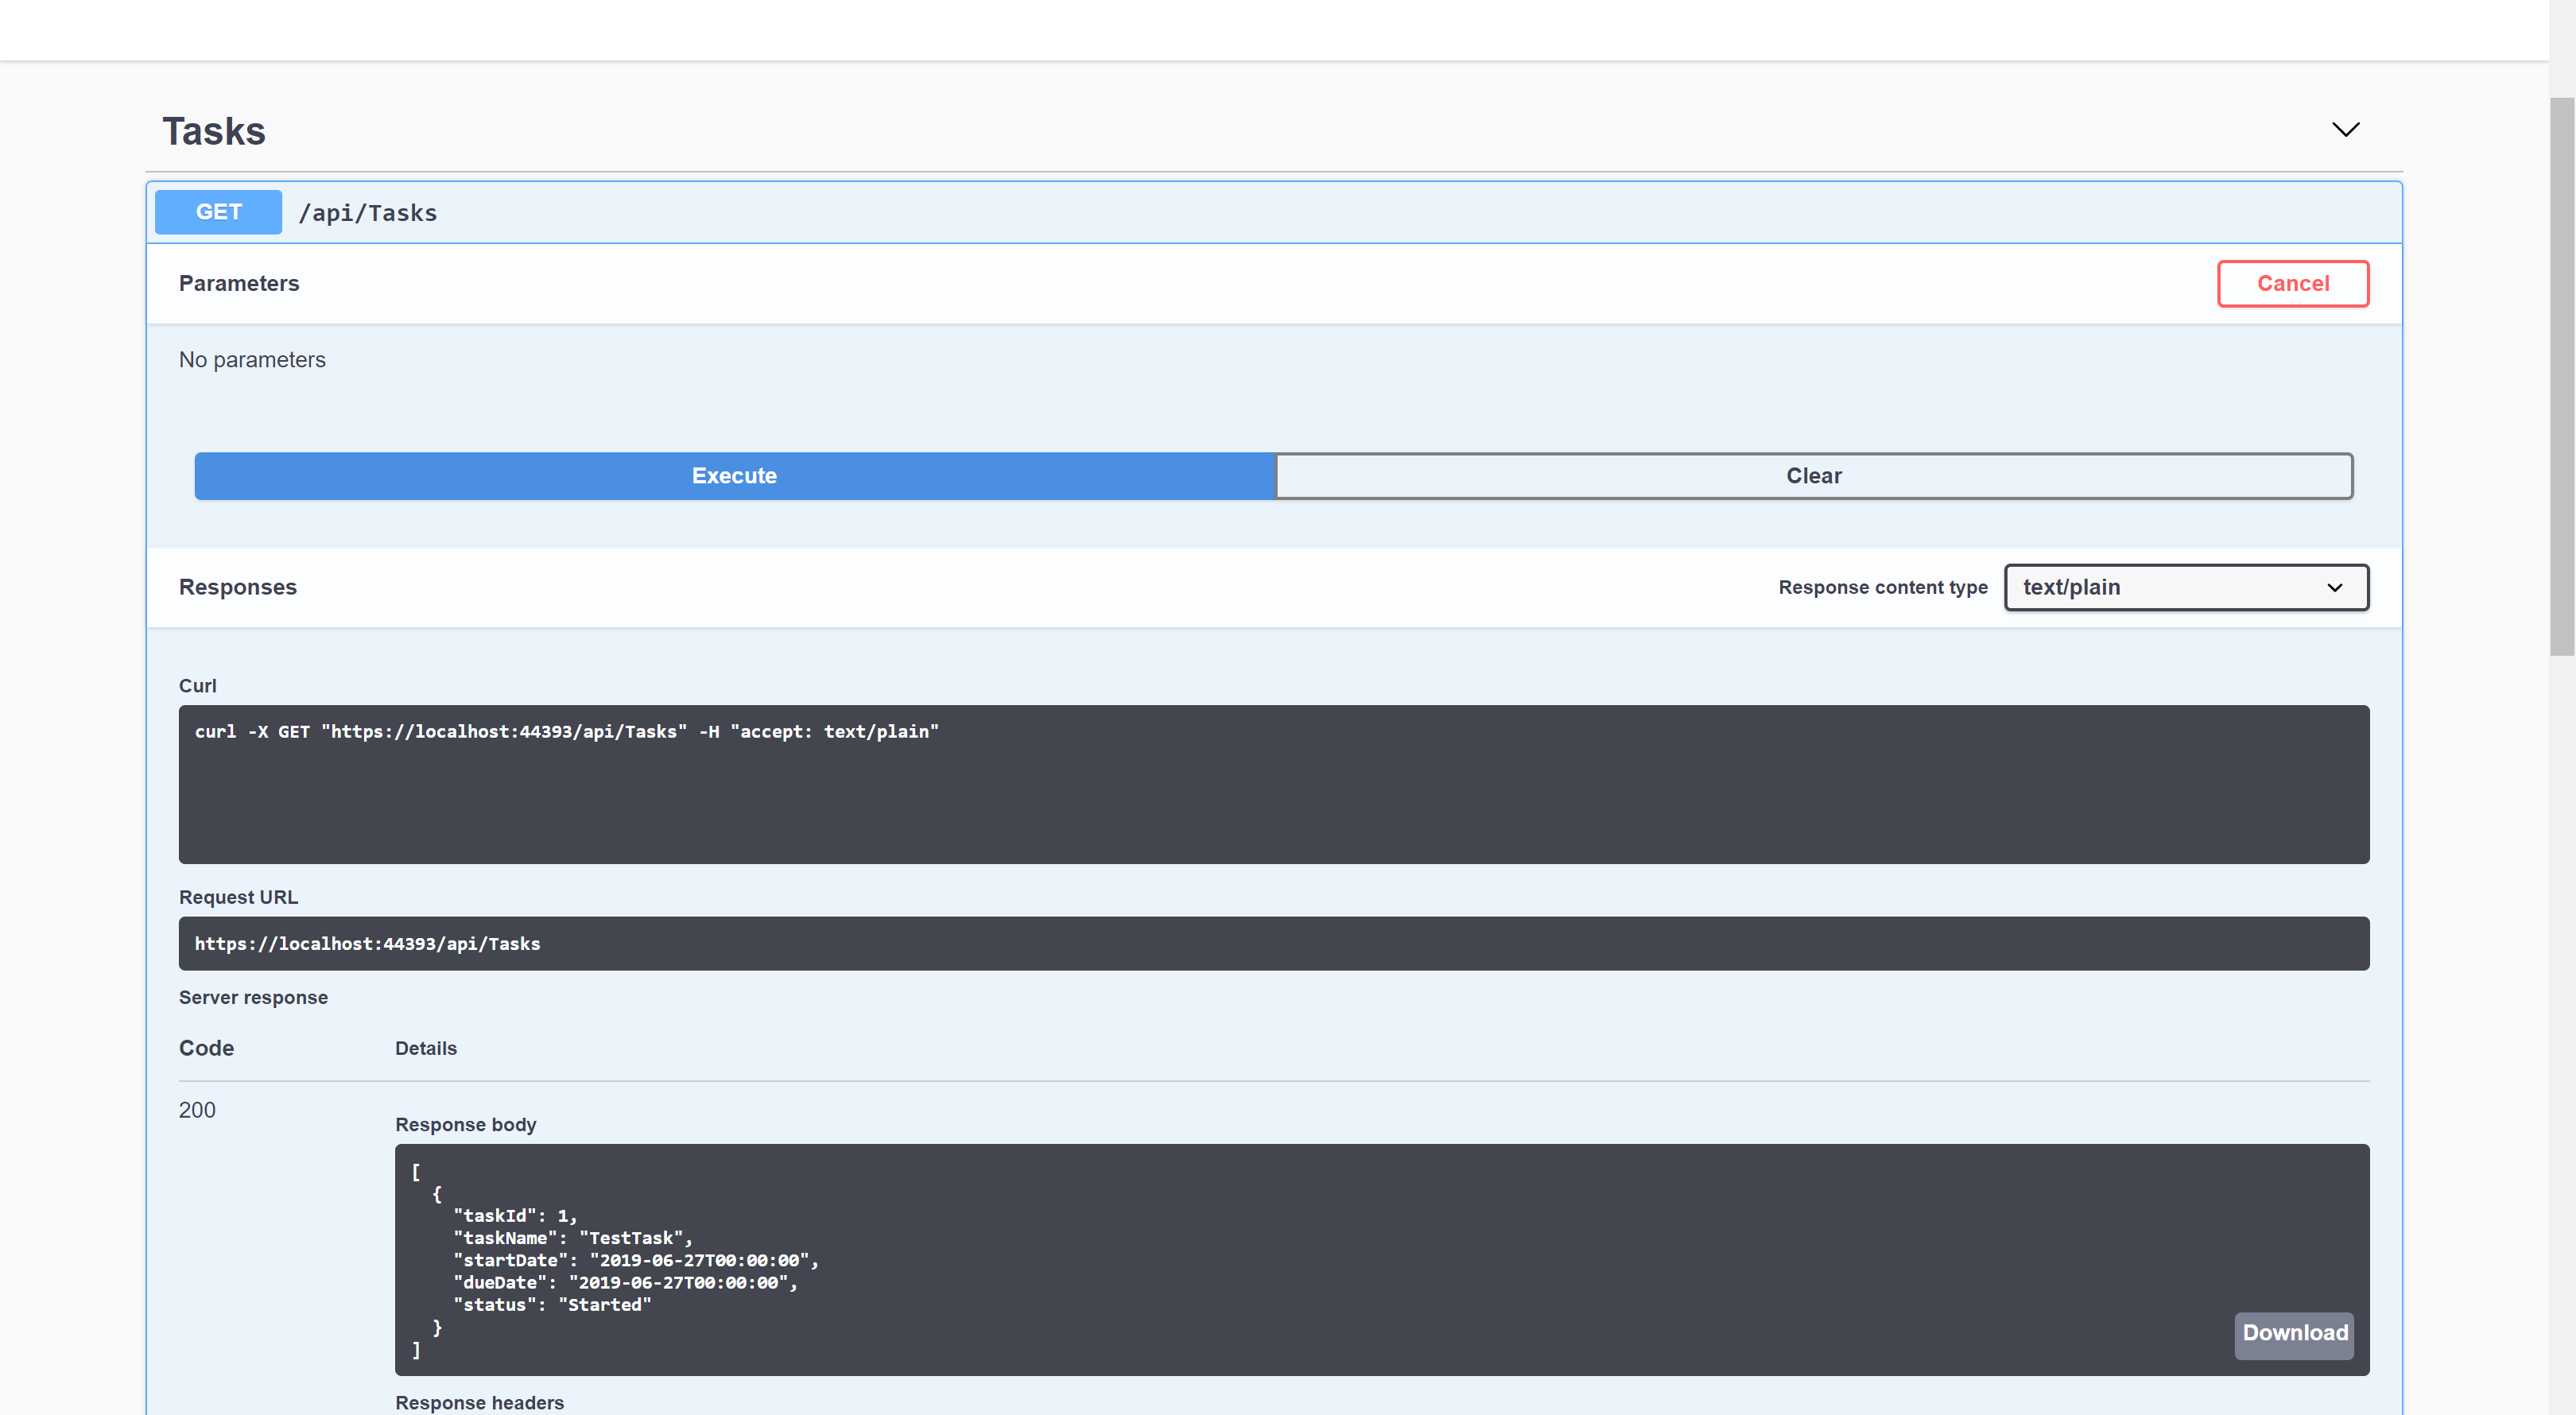 Tasks
GET /api/Tasks
Parameters
Cancel
No parameters
Execute
Clear
Responses
Response content type
text/plain
Curl
curl -X GET "https://localhost:44393/api/Tasks" -H "accept: text/plain"
Request URL
https://localhost:44393/api/Tasks
Server response
Code
Details
200
Response body
[
  {
    "taskId": 1,
    "taskName": "TestTask",
    "startDate": "2019-06-27T00:00:00",
    "dueDate": "2019-06-27T00:00:00",
    "status": "Started"
  }
]
Download
Response headers